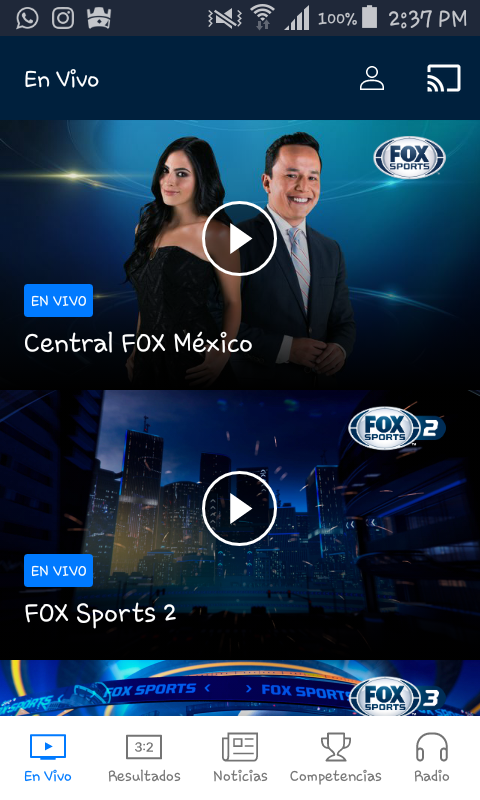 100% 2:37 PM
En Vivo
FOX
SPORTS
EN VIVO
Central FOX México
FOX
SPORTS 2
EN VIVO
FOX Sports 2
FOX SPORTS FOX SPORTS
FOX
SPORTS 3
3:2
En Vivo Resultados Noticias Competencias Radio